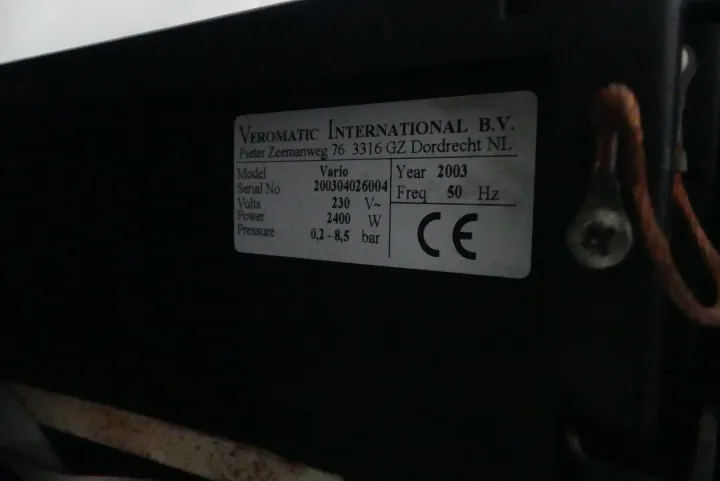 VEROMATIC INTERNATIONAL B.V.
Pieter Zeemanweg 76 3316 GZ Dordrecht NL
Model Vario
Serial No 200304026004
Volts 230 V~
Power 2400 W
Pressure 0,2 - 8,5 bar
Year 2003
Freq. 50 Hz
CE